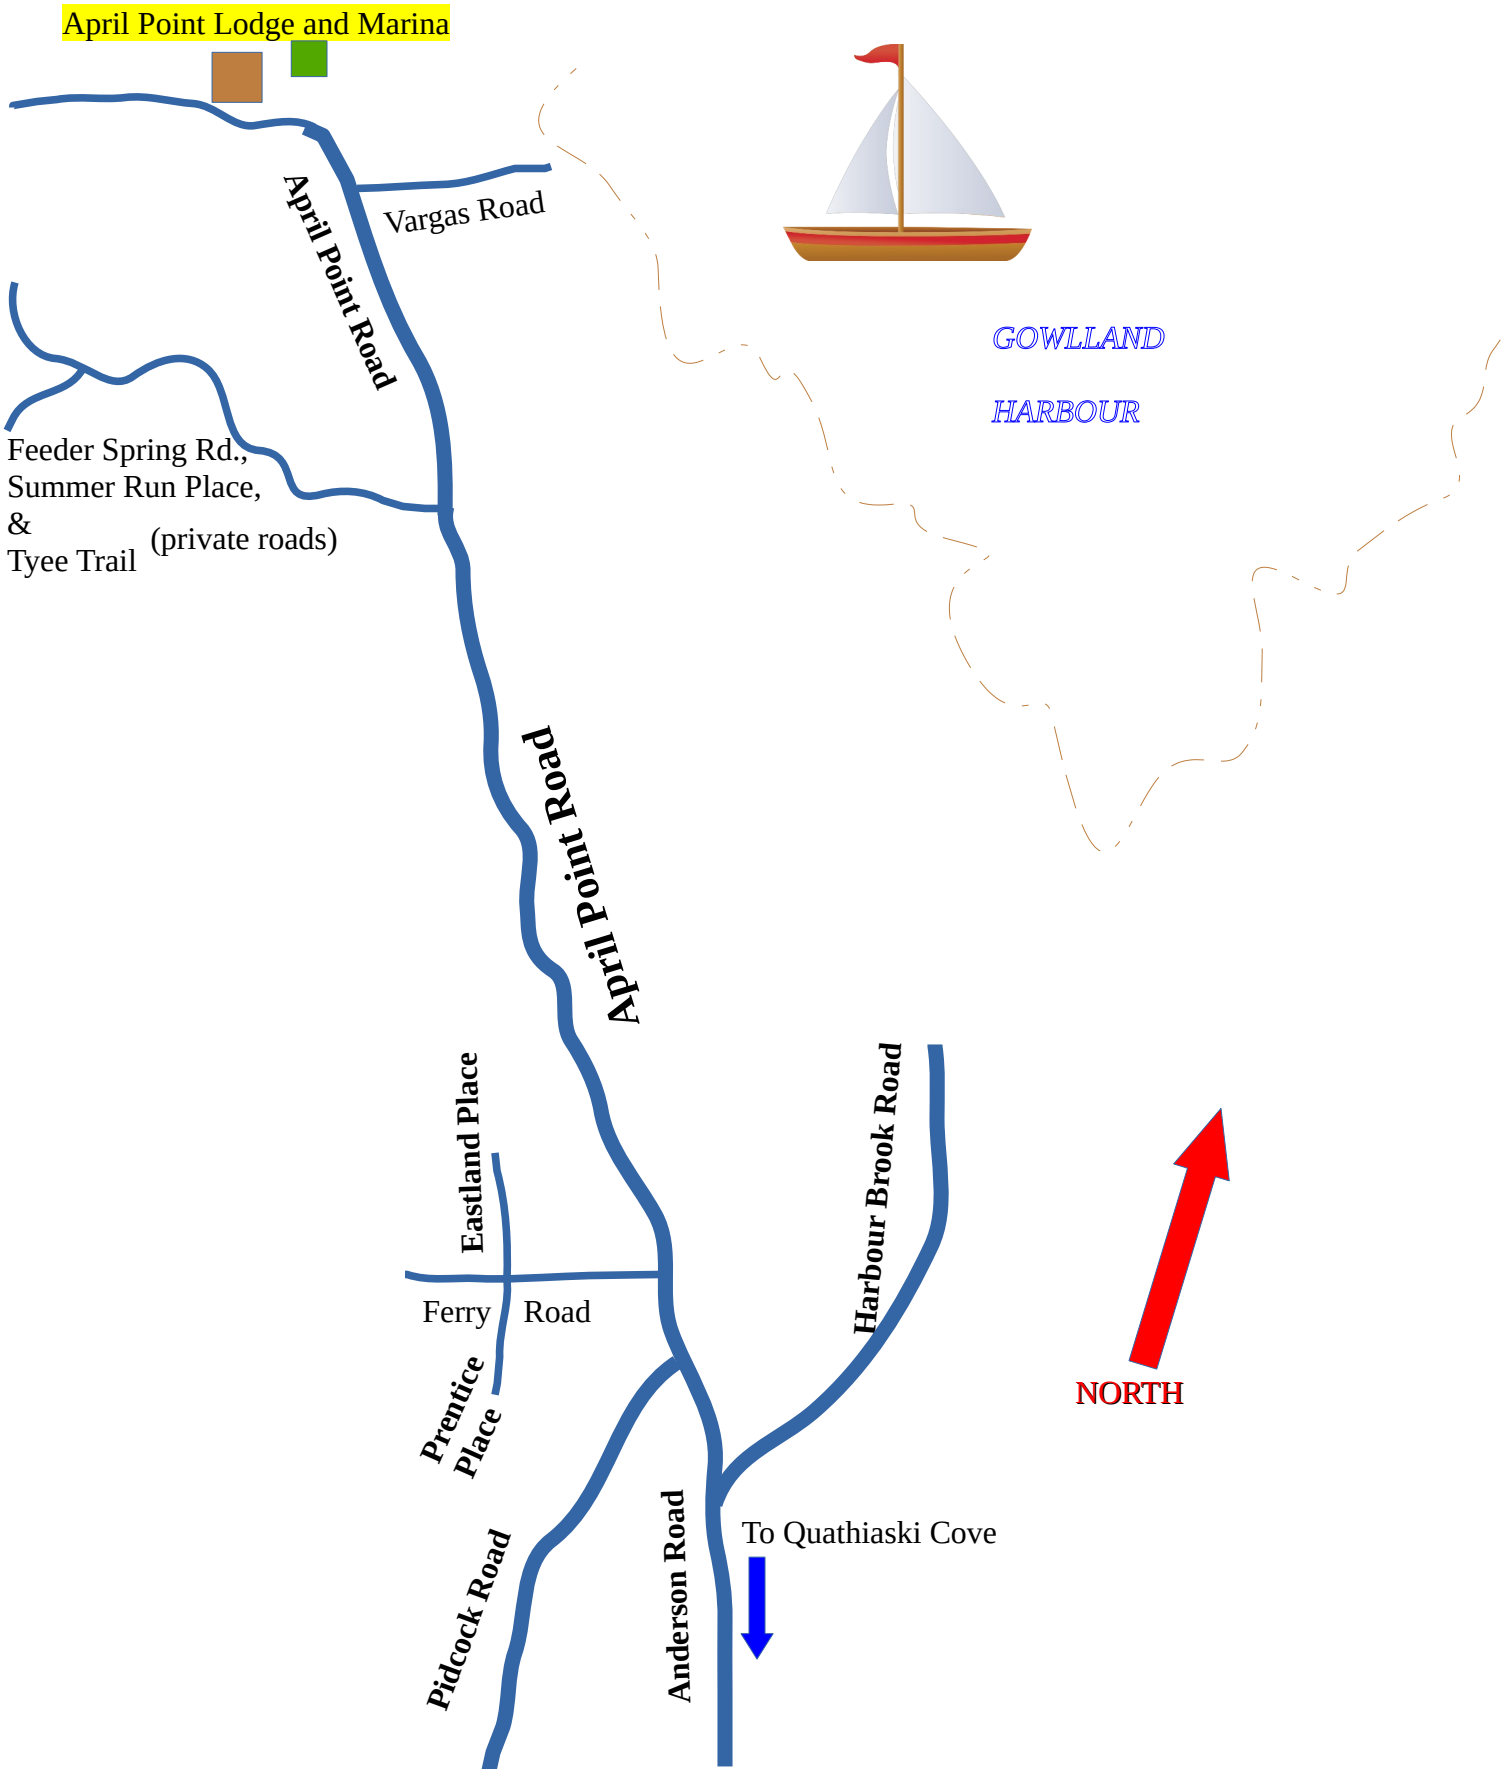 April Point Lodge and Marina
April Point Road
Vargas Road
GOWLLAND
HARBOUR
Feeder Spring Rd.,
Summer Run Place,
&
Tyee Trail
(private roads)
April Point Road
Eastland Place
Harbour Brook Road
Ferry Road
Prentice
Place
NORTH
Pidcock Road
Anderson Road
To Quathiaski Cove